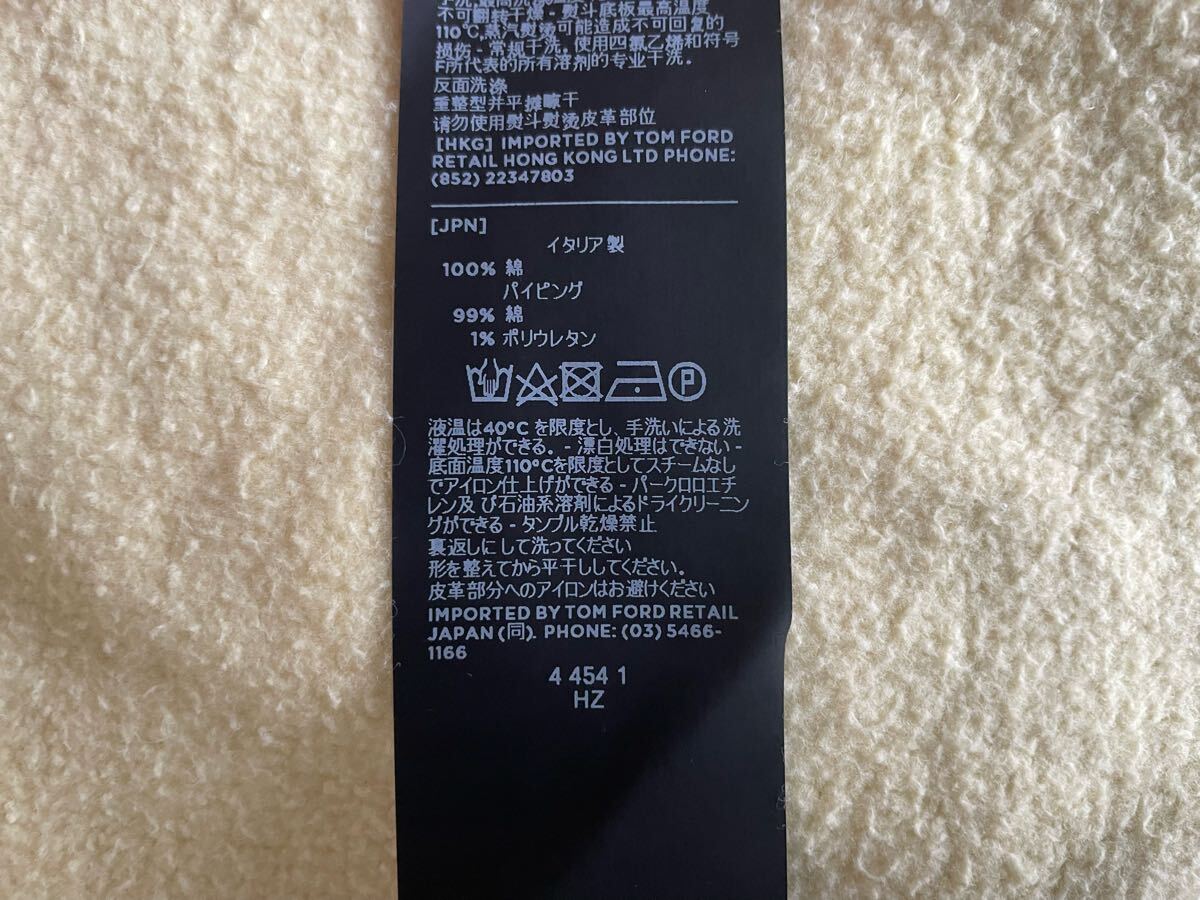 手洗,最高洗
不可翻转干燥 - 熨斗底板最高温度
110℃,蒸汽熨烫可能造成不可回复的
损伤 - 常规干洗。使用四氯乙烯和符号
F所代表的所有溶剂的专业干洗。
反面洗涤
重整型并平摊晾干
请勿使用熨斗熨烫皮革部位
[HKG] IMPORTED BY TOM FORD
RETAIL HONG KONG LTD PHONE:
(852) 22347803
[JPN]
イタリア製
100% 綿
パイピング
99% 綿
1% ポリウレタン
P
液温は40°C を限度とし、手洗いによる洗
濯処理ができる。 - 漂白処理はできない -
底面温度110°Cを限度としてスチームなし
でアイロン仕上げができる - パークロロエチ
レン及 び石油系溶剤によるドライクリーニン
グができる - タンブル乾燥禁止
裏返しにして洗ってください
形を整えてから平干ししてください。
皮革部分へのアイロンはお避けください
IMPORTED BY TOM FORD RETAIL
JAPAN (同). PHONE: (03) 5466-
1166
4 454 1
HZ